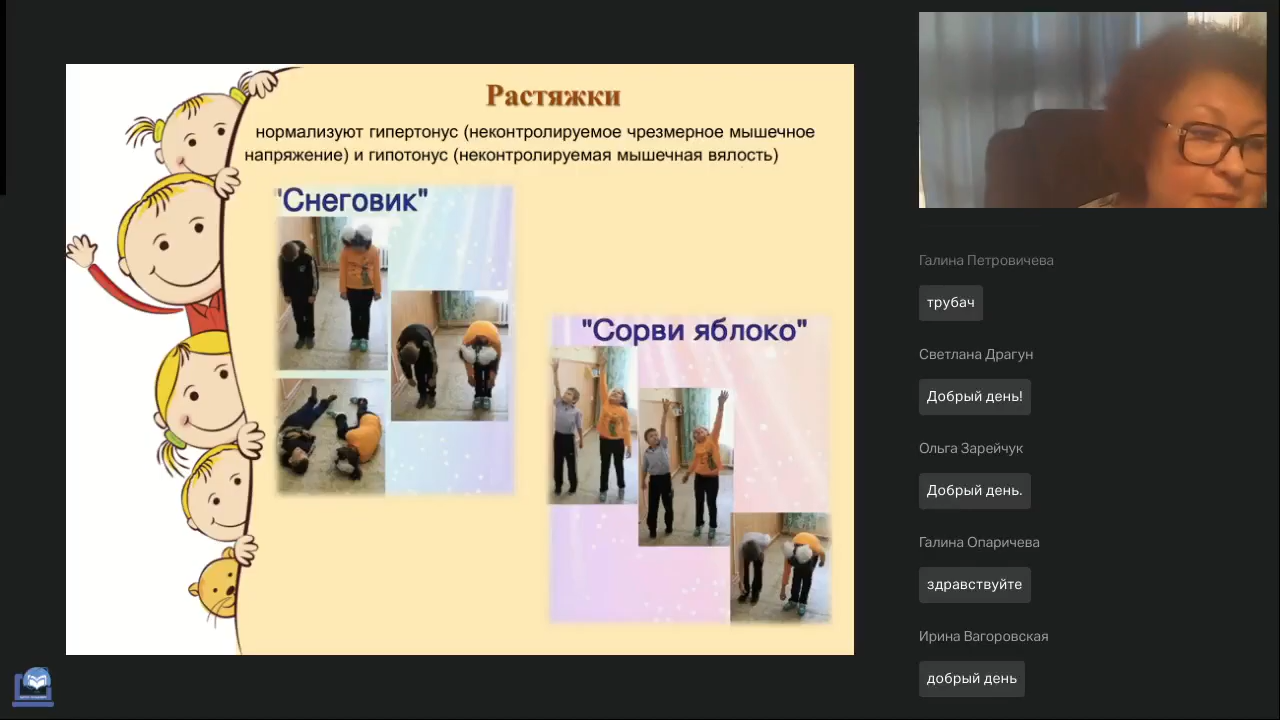 Растяжки
нормализуют гипертонус (неконтролируемое чрезмерное мышечное
напряжение) и гипотонус (неконтролируемая мышечная вялость)
"Снеговик"
"Сорви яблоко"
Галина Петровичева
трубач
Светлана Драгун
Добрый день!
Ольга Зарейчук
Добрый день.
Галина Опаричева
здравствуйте
Ирина Вагоровская
добрый день